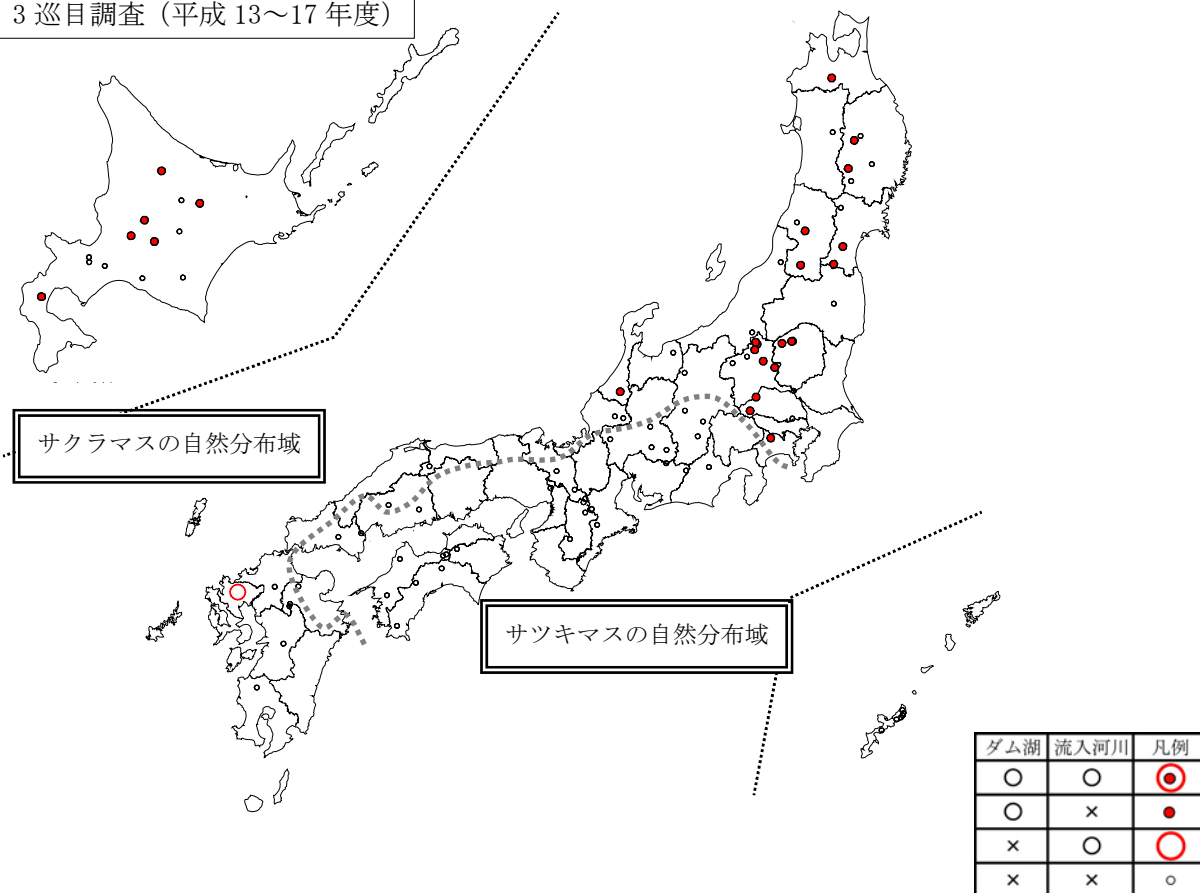 3 巡目調査（平成 13～17 年度）
サクラマスの自然分布域
サツキマスの自然分布域
ダム湖 流入河川 凡例
○ ○
○ ×
× ○
× ×